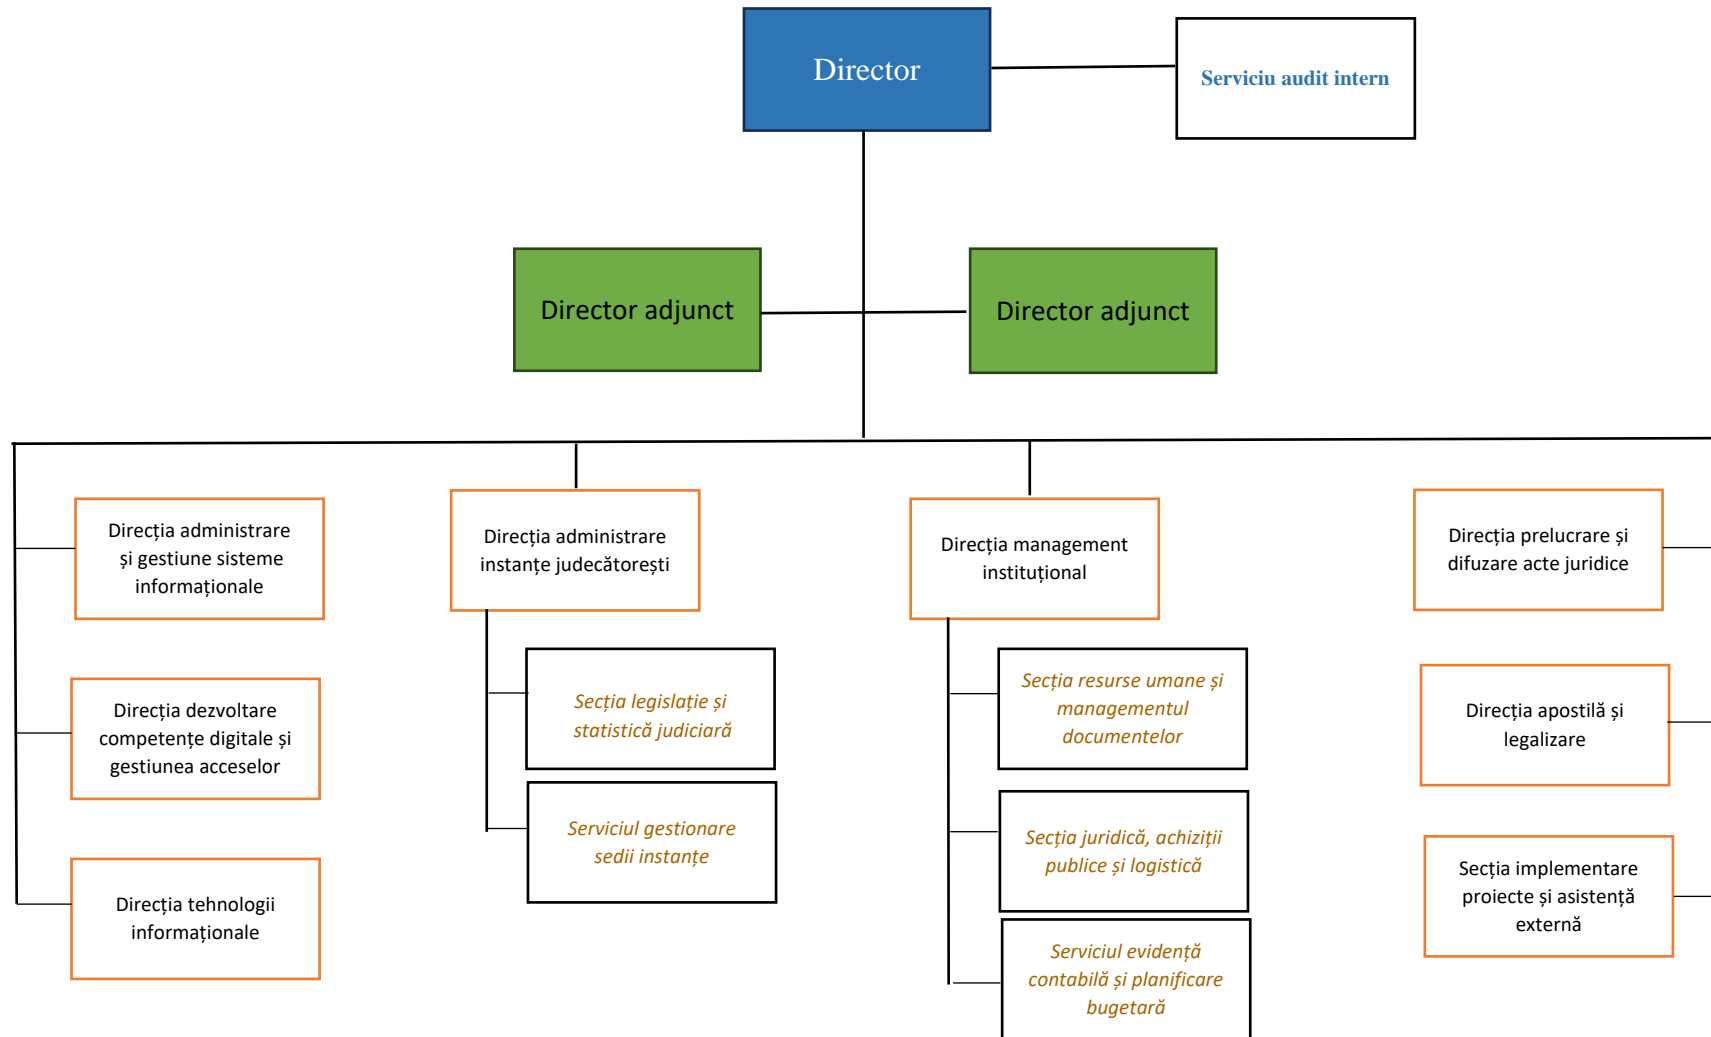 Director
Serviciu audit intern
Director adjunct
Director adjunct
Direcția administrare
și gestiune sisteme
informaționale
Direcția administrare
instanțe judecătorești
Direcția management
instituțional
Direcția prelucrare și
difuzare acte juridice
Secția legislație și
statistică judiciară
Secția resurse umane și
managementul
documentelor
Direcția dezvoltare
competențe digitale și
gestiunea acceselor
Direcția apostilă și
legalizare
Serviciul gestionare
sedii instanțe
Secția juridică, achiziții
publice și logistică
Direcția tehnologii
informaționale
Secția implementare
proiecte și asistență
externă
Serviciul evidență
contabilă și planificare
bugetară